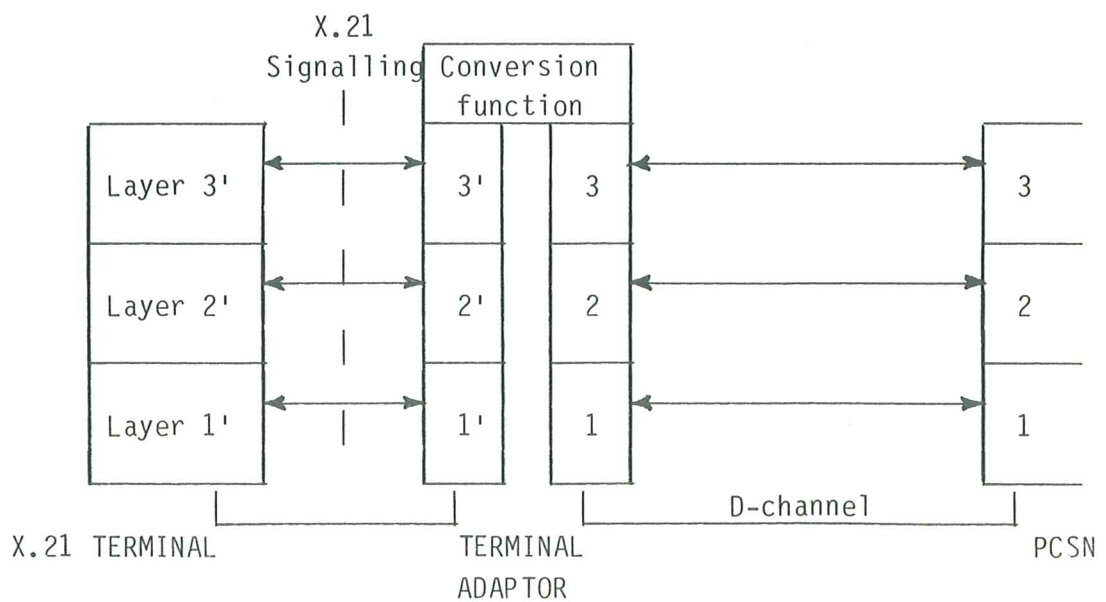 X.21
Signalling
Conversion
function
Layer 3'
3'
3
3
Layer 2'
2'
2
2
Layer 1'
1'
1
1
D-channel
X.21 TERMINAL
TERMINAL
ADAPTOR
PCSN